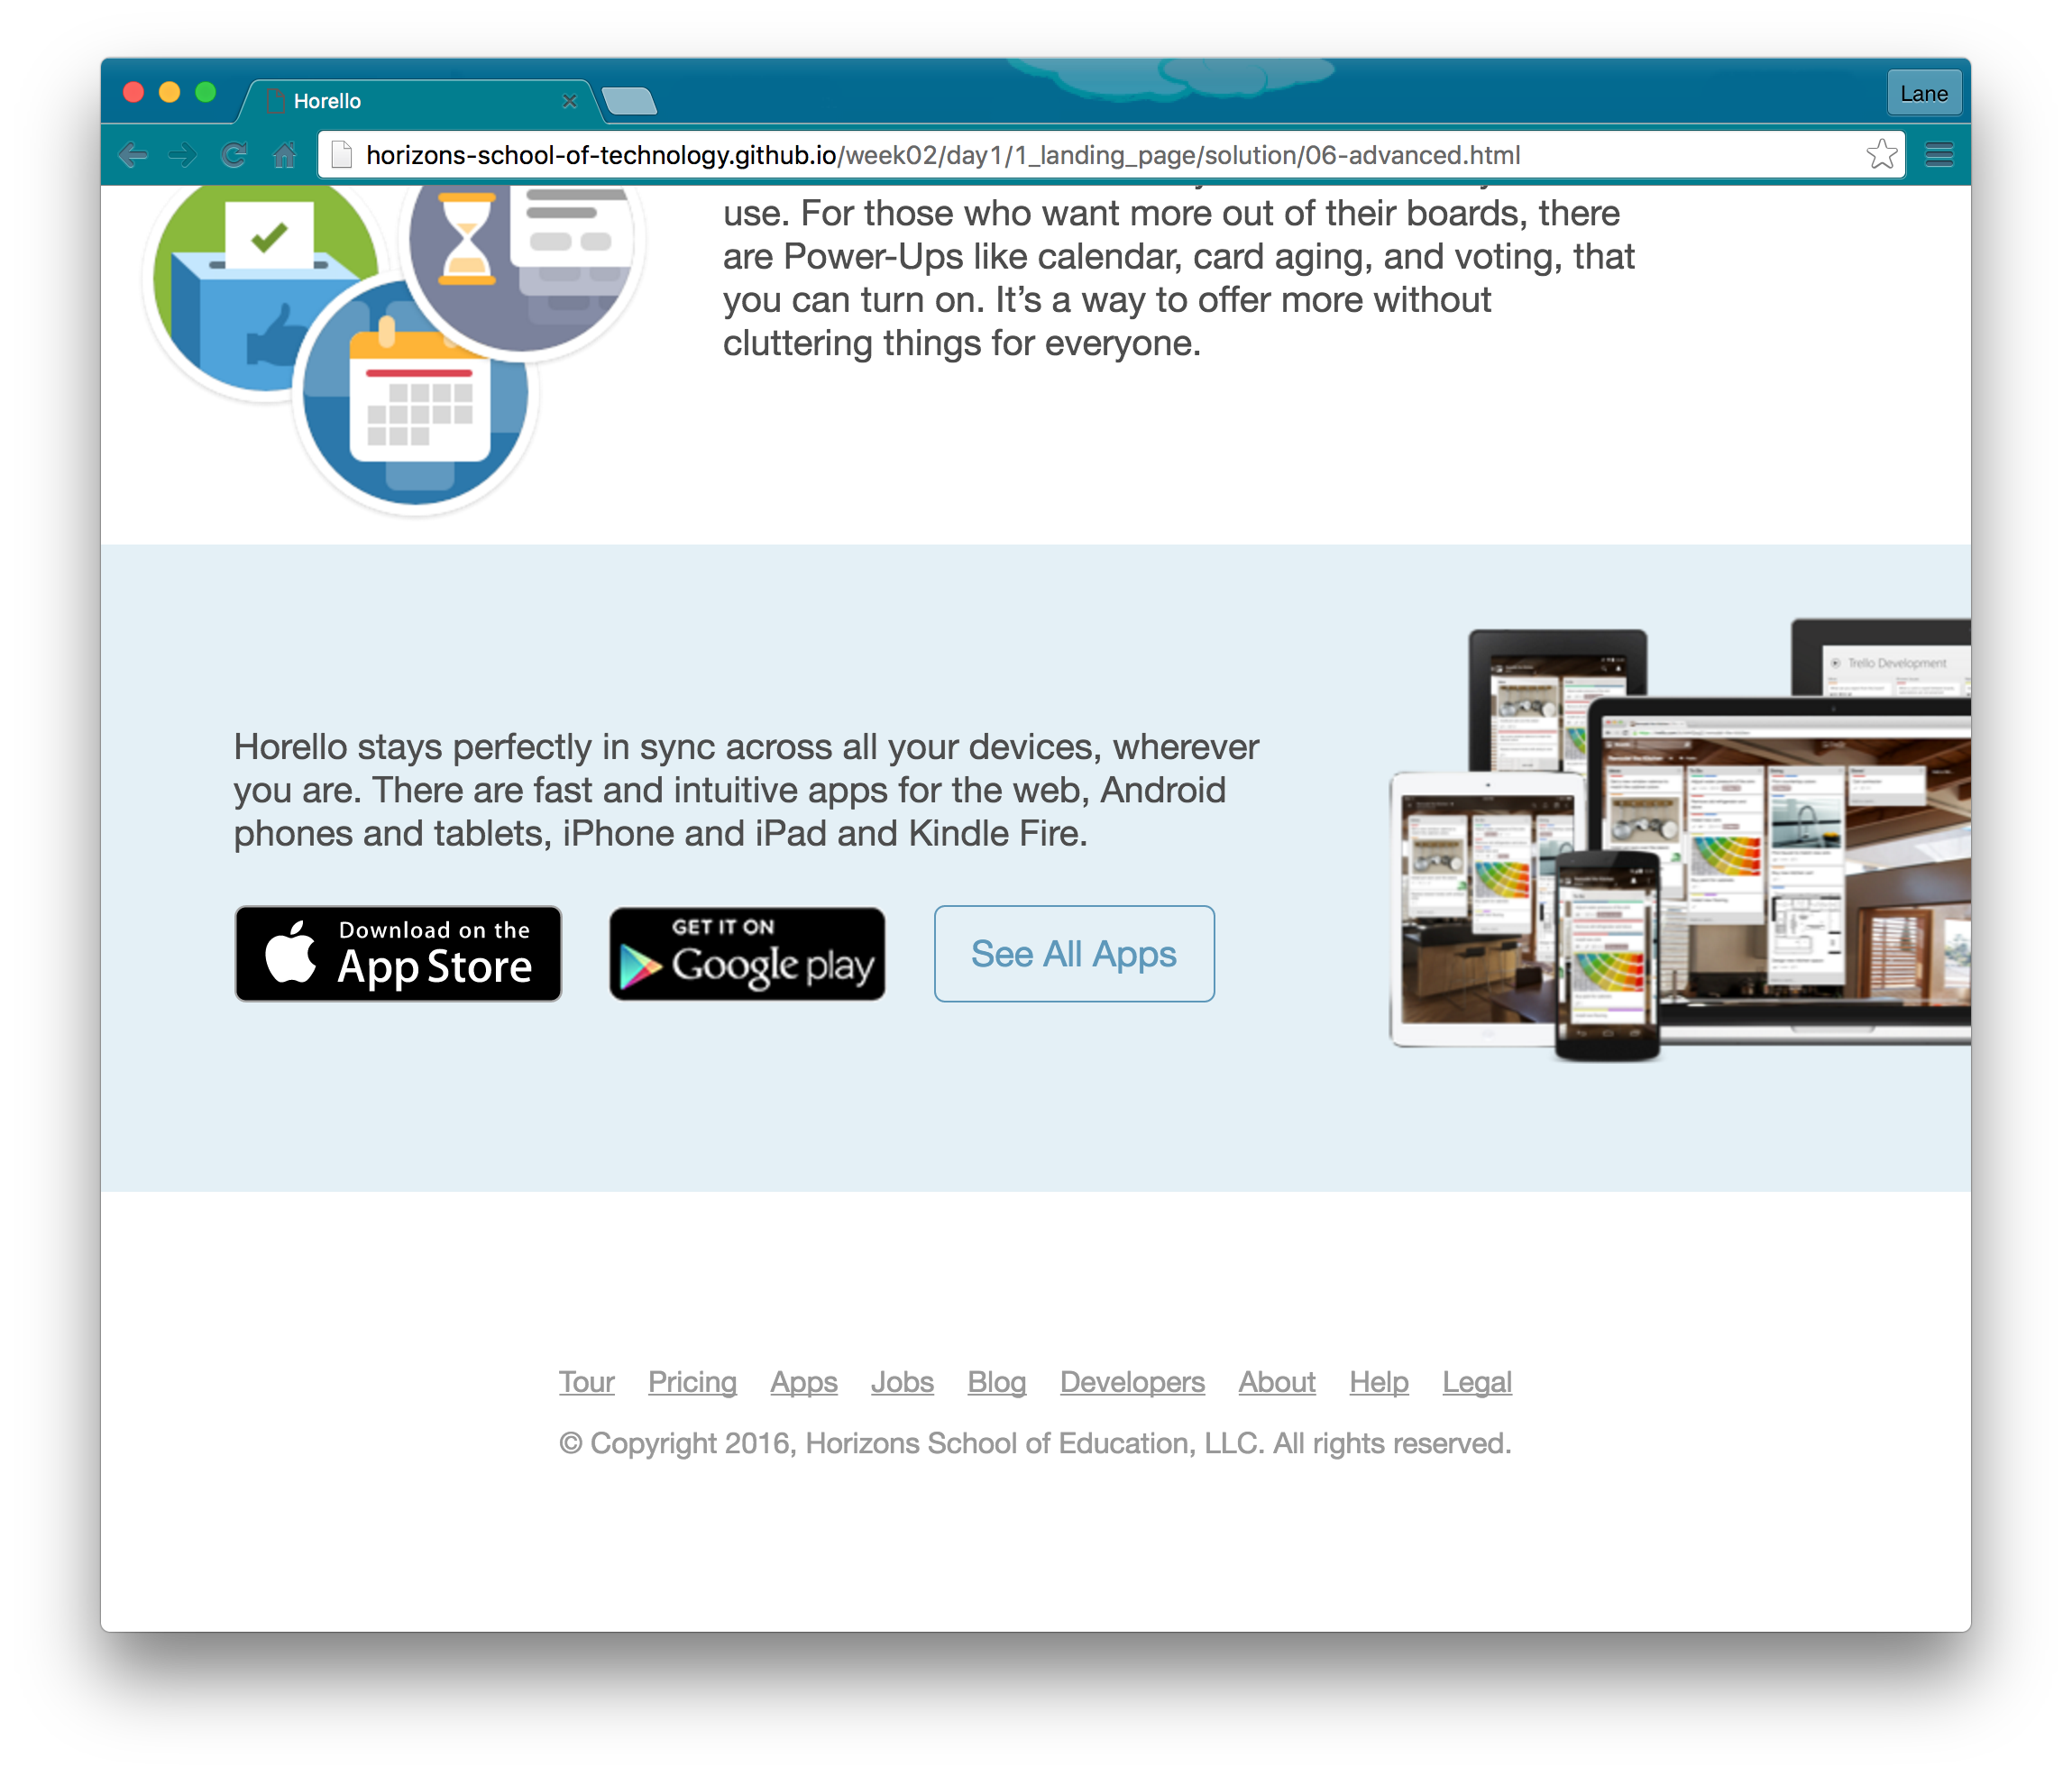 Horello
Lane
horizons-school-of-technology.github.io/week02/day1/1_landing_page/solution/06-advanced.html
use. For those who want more out of their boards, there
are Power-Ups like calendar, card aging, and voting, that
you can turn on. It’s a way to offer more without
cluttering things for everyone.
Trello Development
Horello stays perfectly in sync across all your devices, wherever
you are. There are fast and intuitive apps for the web, Android
phones and tablets, iPhone and iPad and Kindle Fire.
Download on the
App Store
GET IT ON
Google play
See All Apps
Tour Pricing Apps Jobs Blog Developers About Help Legal
© Copyright 2016, Horizons School of Education, LLC. All rights reserved.